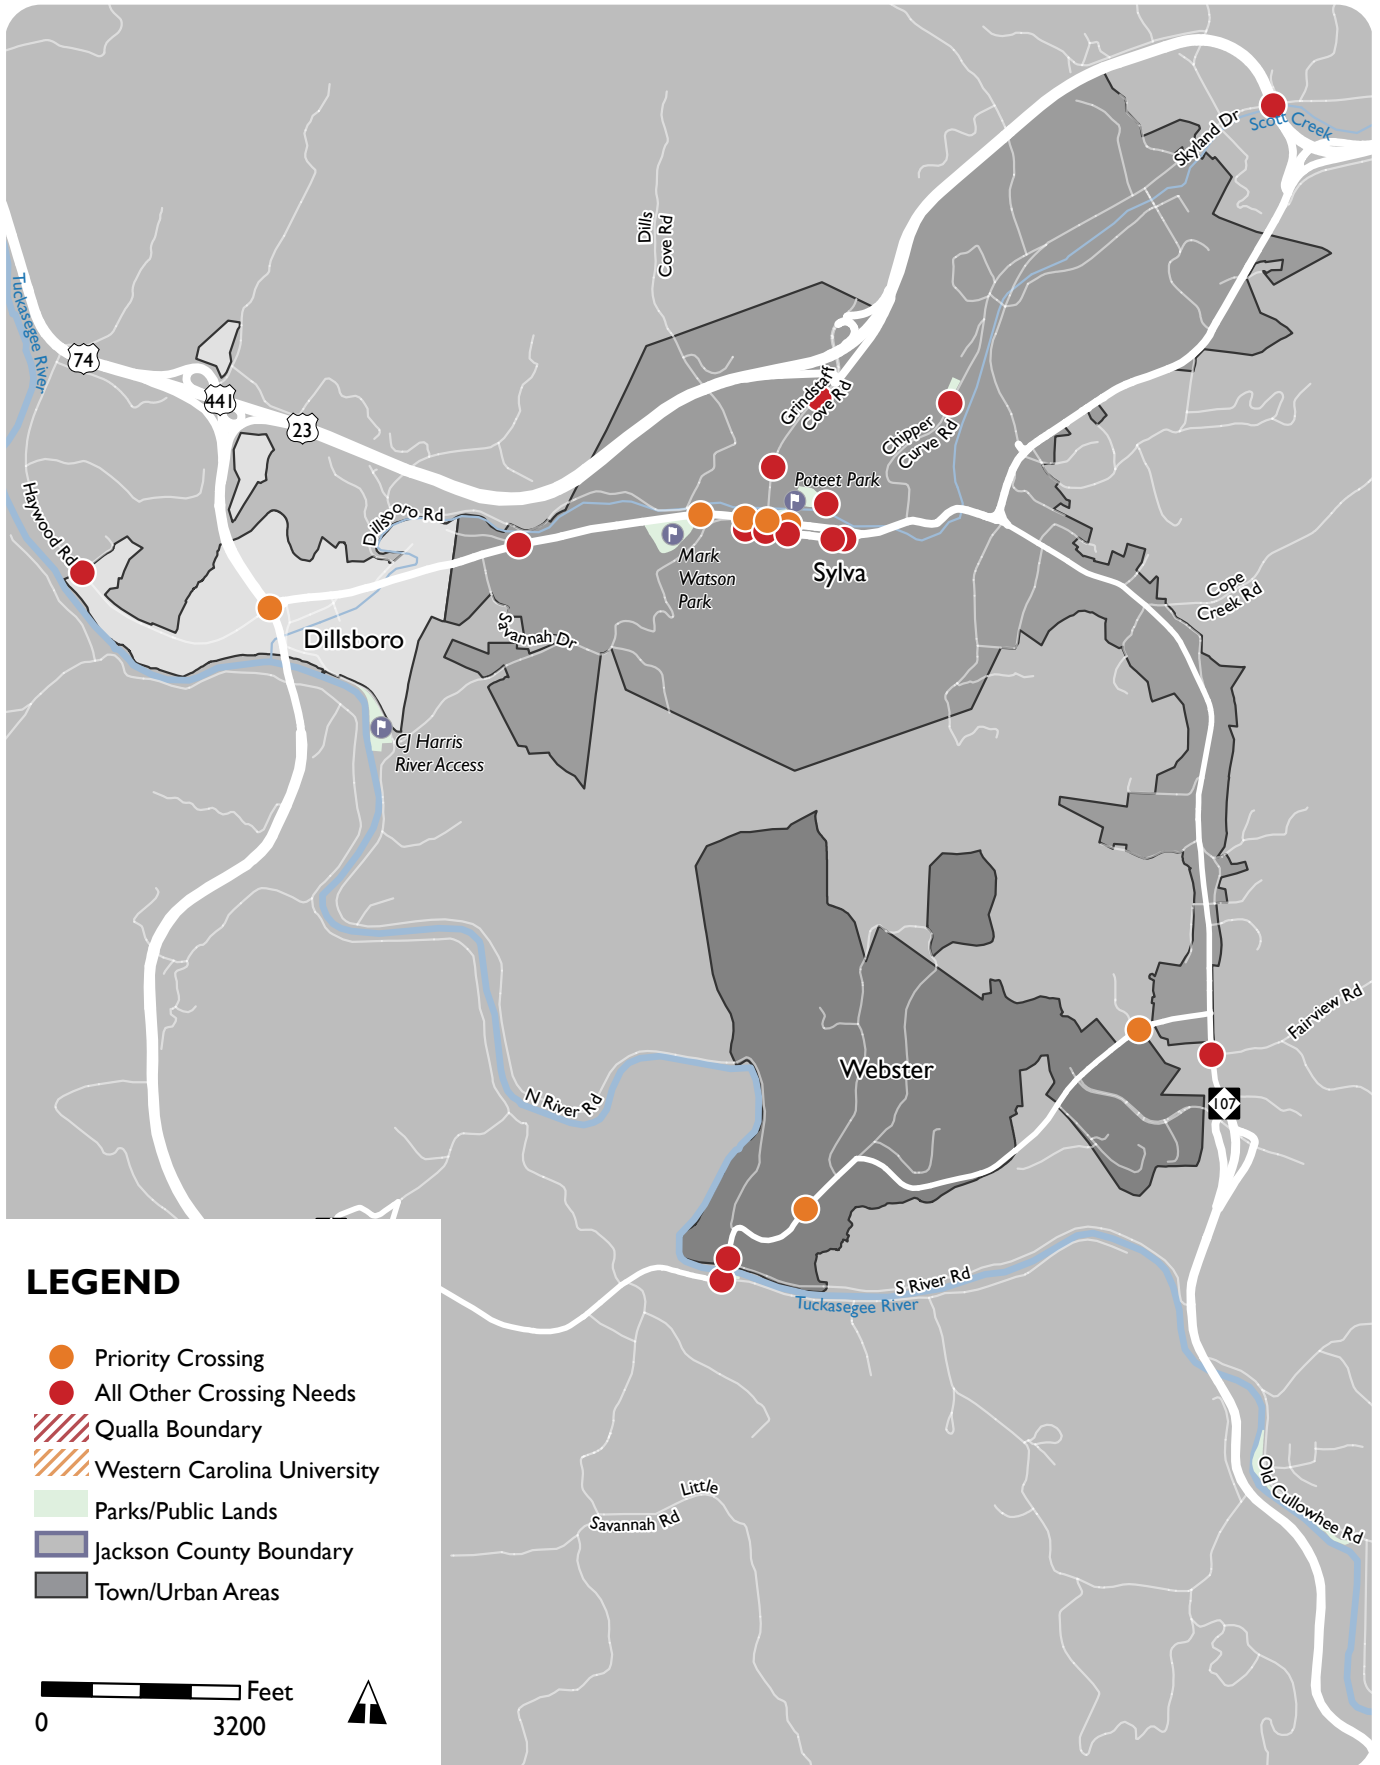 Skyland Dr
Scott Creek
Dills
Cove Rd
Tuckasegee River
74
441
23
Grindstaff
Cove Rd
Chipper
Curve Rd
Poteet Park
Haywood Rd
Dillsboro Rd
Mark
Watson
Park
Sylva
Cope
Creek Rd
Dillsboro
Savannah Dr
CJ Harris
River Access
Fairview Rd
Webster
N River Rd
107
S River Rd
Tuckasegee River
Old Cullowhee Rd
Little
Savannah Rd
LEGEND
Priority Crossing
All Other Crossing Needs
Qualla Boundary
Western Carolina University
Parks/Public Lands
Jackson County Boundary
Town/Urban Areas
Feet
0
3200